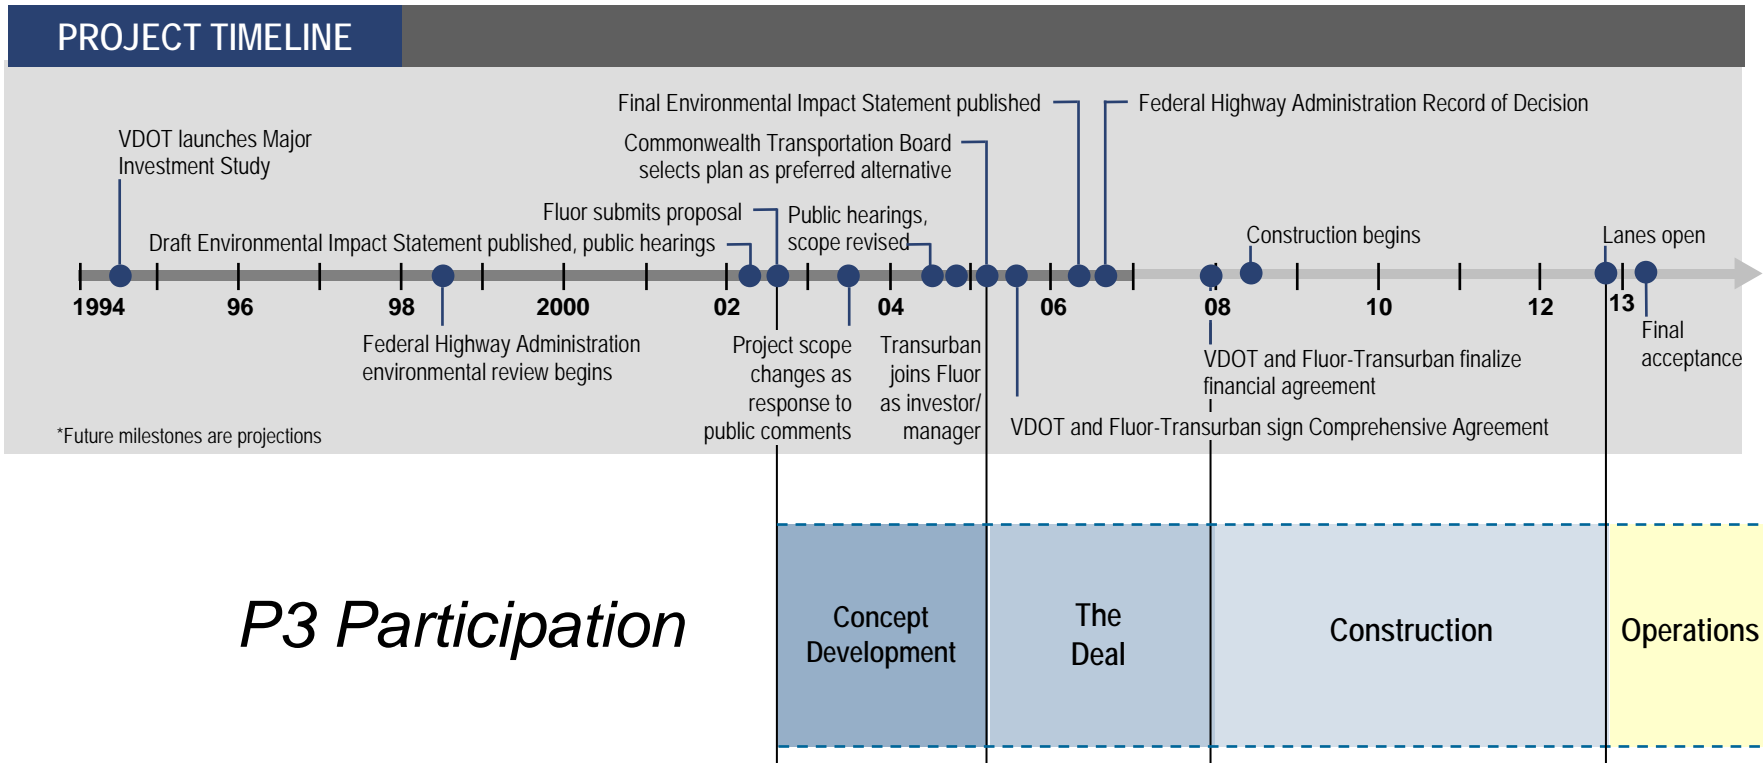 PROJECT TIMELINE
Final Environmental Impact Statement published
Federal Highway Administration Record of Decision
VDOT launches Major
Investment Study
Commonwealth Transportation Board
selects plan as preferred alternative
Fluor submits proposal
Public hearings,
scope revised
Draft Environmental Impact Statement published, public hearings
Construction begins
Lanes open
1994
96
98
2000
02
04
06
08
10
12
13
Federal Highway Administration
environmental review begins
Project scope
changes as
response to
public comments
Transurban
joins Fluor
as investor/
manager
VDOT and Fluor-Transurban finalize
financial agreement
Final
acceptance
VDOT and Fluor-Transurban sign Comprehensive Agreement
*Future milestones are projections
P3 Participation
Concept
Development
The
Deal
Construction
Operations